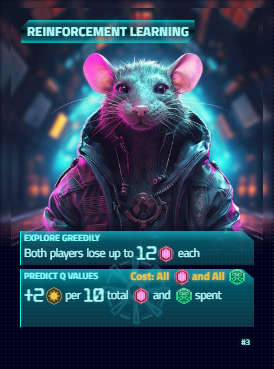 REINFORCEMENT LEARNING
EXPLORE GREEDILY
Both players lose up to 12 each
PREDICT Q VALUES Cost: All and All
+2 per 10 total and spent
#3